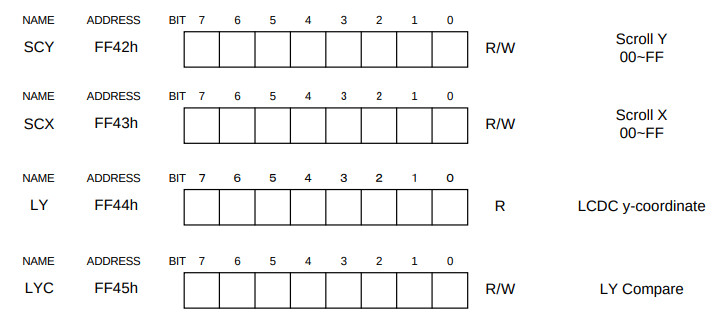 NAME ADDRESS BIT 7 6 5 4 3 2 1 0
SCY FF42h R/W Scroll Y
00~FF
NAME ADDRESS BIT 7 6 5 4 3 2 1 0
SCX FF43h R/W Scroll X
00~FF
NAME ADDRESS BIT 7 6 5 4 3 2 1 0
LY FF44h R LCDC y-coordinate
NAME ADDRESS BIT 7 6 5 4 3 2 1 0
LYC FF45h R/W LY Compare